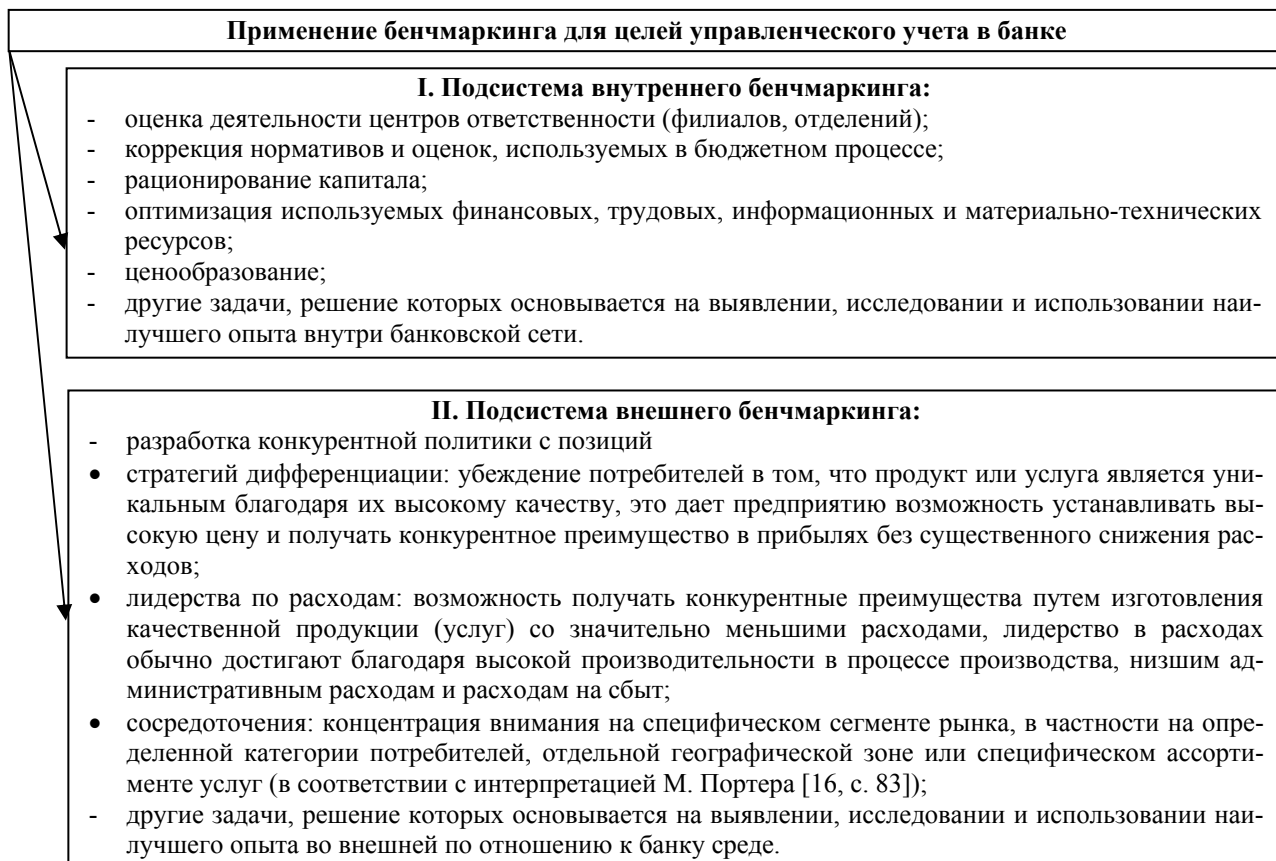 Применение бенчмаркинга для целей управленческого учета в банке
I. Подсистема внутреннего бенчмаркинга:
- оценка деятельности центров ответственности (филиалов, отделений);
- коррекция нормативов и оценок, используемых в бюджетном процессе;
- рационирование капитала;
- оптимизация используемых финансовых, трудовых, информационных и материально-технических
ресурсов;
- ценообразование;
- другие задачи, решение которых основывается на выявлении, исследовании и использовании наи-
лучшего опыта внутри банковской сети.
II. Подсистема внешнего бенчмаркинга:
- разработка конкурентной политики с позиций
• стратегий дифференциации: убеждение потребителей в том, что продукт или услуга является уни-
кальным благодаря их высокому качеству, это дает предприятию возможность устанавливать вы-
сокую цену и получать конкурентное преимущество в прибылях без существенного снижения рас-
ходов;
• лидерства по расходам: возможность получать конкурентные преимущества путем изготовления
качественной продукции (услуг) со значительно меньшими расходами, лидерство в расходах
обычно достигают благодаря высокой производительности в процессе производства, низшим ад-
министративным расходам и расходам на сбыт;
• сосредоточения: концентрация внимания на специфическом сегменте рынка, в частности на опре-
деленной категории потребителей, отдельной географической зоне или специфическом ассорти-
менте услуг (в соответствии с интерпретацией М. Портера [16, с. 83]);
- другие задачи, решение которых основывается на выявлении, исследовании и использовании наи-
лучшего опыта во внешней по отношению к банку среде.